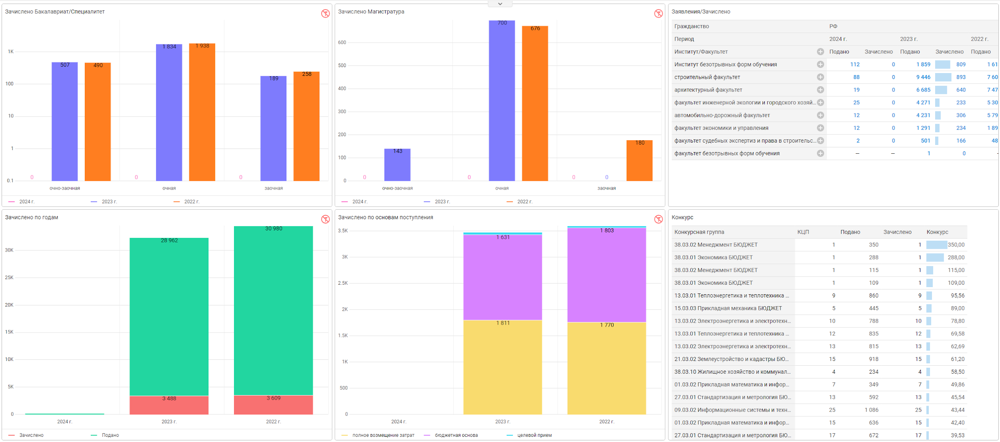 Зачислено Бакалавриат/Специалитет
1K
100
10
1
0.1
0
507
490
0
1 834
1 938
0
189
258
очно-заочная
очная
заочная
2024 г.
2023 г.
2022 г.
Зачислено Магистратура
600
500
400
300
200
100
0
0
143
0
700
676
0
0
180
очно-заочная
очная
заочная
2024 г.
2023 г.
2022 г.
Заявления/Зачислено
Гражданство РФ
Период 2024 г. 2023 г. 2022 г.
Институт/Факультет Подано Зачислено Подано Зачислено Подано
Институт безотрывных форм обучения 112 0 1 859 809 1 61
строительный факультет 88 0 9 446 893 7 60
архитектурный факультет 19 0 6 685 640 7 47
факультет инженерной экологии и городского хозяй... 25 0 4 271 233 5 30
автомобильно-дорожный факультет 12 0 4 231 306 5 79
факультет экономики и управления 12 0 1 291 234 1 89
факультет судебных экспертиз и права в строительс... 2 0 501 166 48
факультет безотрывных форм обучения — — 1 0
Зачислено по годам
30K
25K
20K
15K
10K
5K
0
28 962
3 488
30 980
3 609
2024 г.
2023 г.
2022 г.
Зачислено
Подано
Зачислено по основам поступления
3.5K
3K
2.5K
2K
1.5K
1K
500
0
1 631
1 811
1 803
1 770
2024 г.
2023 г.
2022 г.
полное возмещение затрат
бюджетная основа
целевой прием
Конкурс
Конкурсная группа КЦП Подано Зачислено Конкурс
38.03.02 Менеджмент БЮДЖЕТ 1 350 1 350,00
38.03.01 Экономика БЮДЖЕТ 1 288 1 288,00
38.03.02 Менеджмент БЮДЖЕТ 1 115 1 115,00
38.03.01 Экономика БЮДЖЕТ 1 109 1 109,00
13.03.01 Теплоэнергетика и теплотехника ... 9 860 9 95,56
15.03.03 Прикладная механика БЮДЖЕТ 5 445 5 89,00
13.03.02 Электроэнергетика и электротехн... 10 788 10 78,80
13.03.01 Теплоэнергетика и теплотехника ... 12 835 12 69,58
13.03.02 Электроэнергетика и электротехн... 13 815 13 62,69
21.03.02 Землеустройство и кадастры БЮ... 15 918 15 61,20
38.03.10 Жилищное хозяйство и коммунал... 4 234 4 58,50
01.03.02 Прикладная математика и инфор... 7 349 7 49,86
27.03.01 Стандартизация и метрология БЮ... 13 592 13 45,54
09.03.02 Информационные системы и техн... 25 1 086 25 43,44
01.03.02 Прикладная математика и инфор... 15 636 15 42,40
27.03.01 Стандартизация и метрология БЮ... 17 672 17 39,53